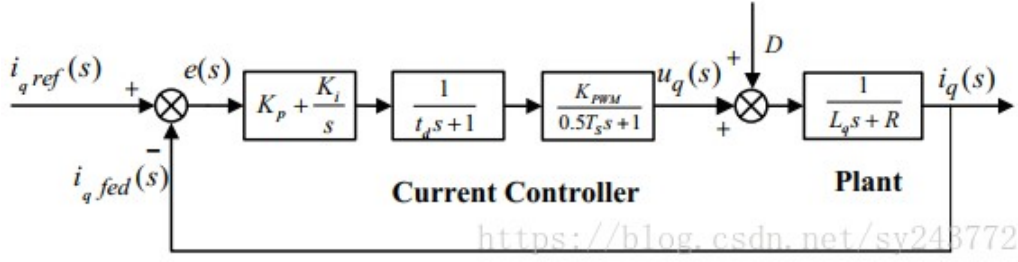 D
i_q ref(s) + e(s) K_p + K_i/s 1/(t_d s+1) K_PWM/(0.5T_s s+1) u_q(s) + + 1/(L_q s + R) i_q(s)
−
i_q fed(s)
Current Controller Plant
https://blog.csdn.net/sy243772